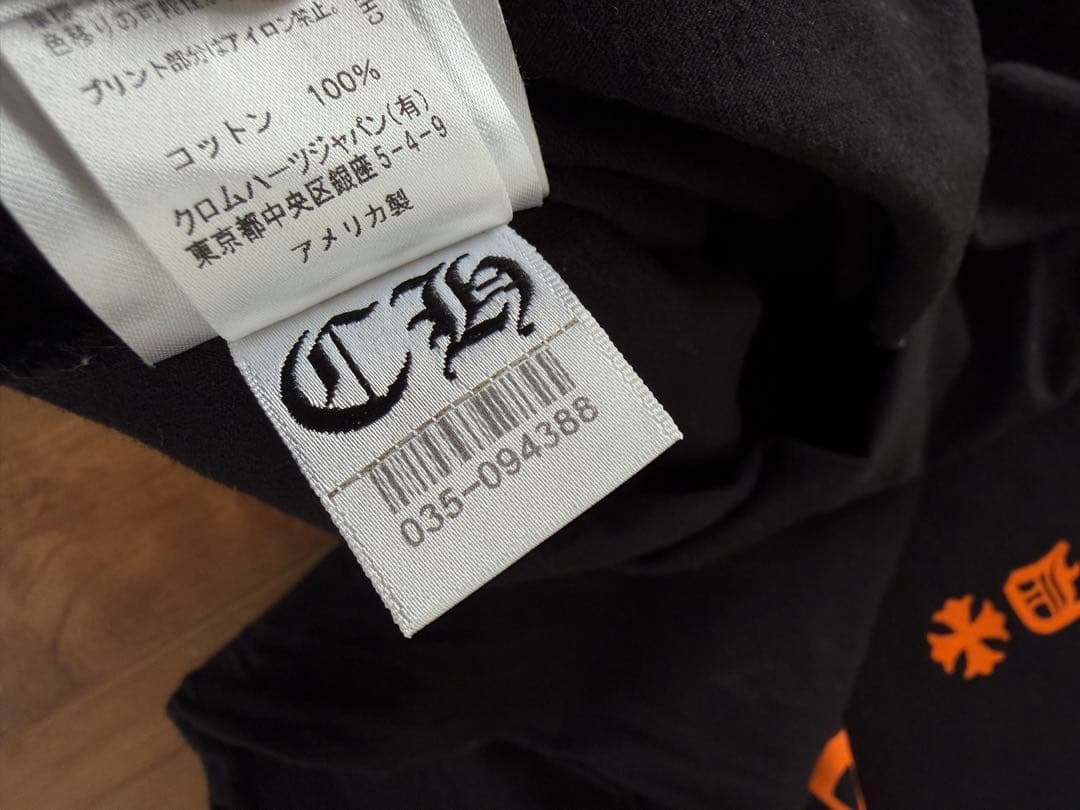 色移りの可能性が
プリント部分はアイロン禁止。
コットン 100%
クロムハーツジャパン(有)
東京都中央区銀座5-4-9
アメリカ製
CH
035-094388